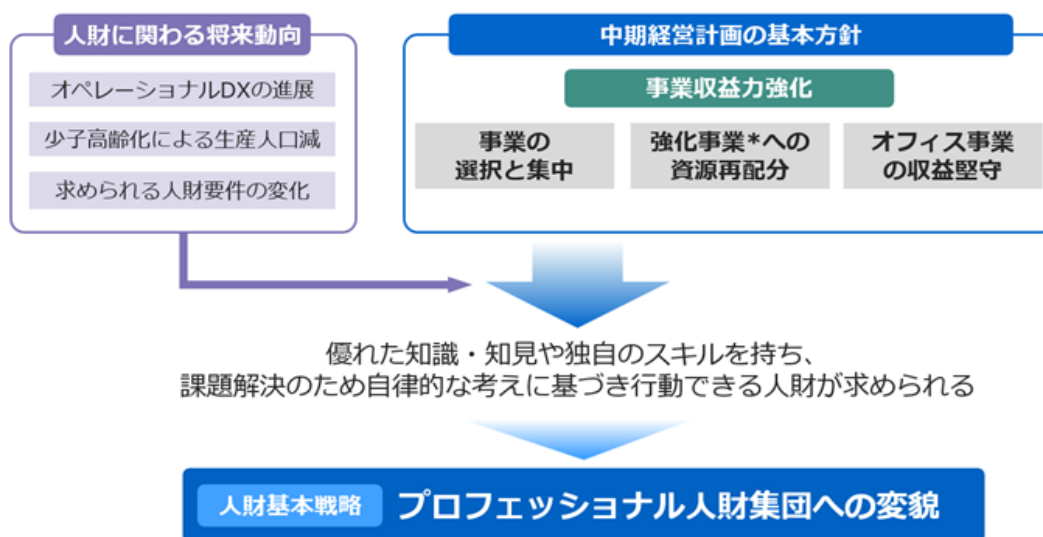 人財に関わる将来動向
オペレーショナルDXの進展
少子高齢化による生産人口減
求められる人財要件の変化
中期経営計画の基本方針
事業収益力強化
事業の
選択と集中
強化事業*への
資源再配分
オフィス事業
の収益堅守
優れた知識・知見や独自のスキルを持ち、
課題解決のため自律的な考えに基づき行動できる人財が求められる
人財基本戦略 プロフェッショナル人財集団への変貌